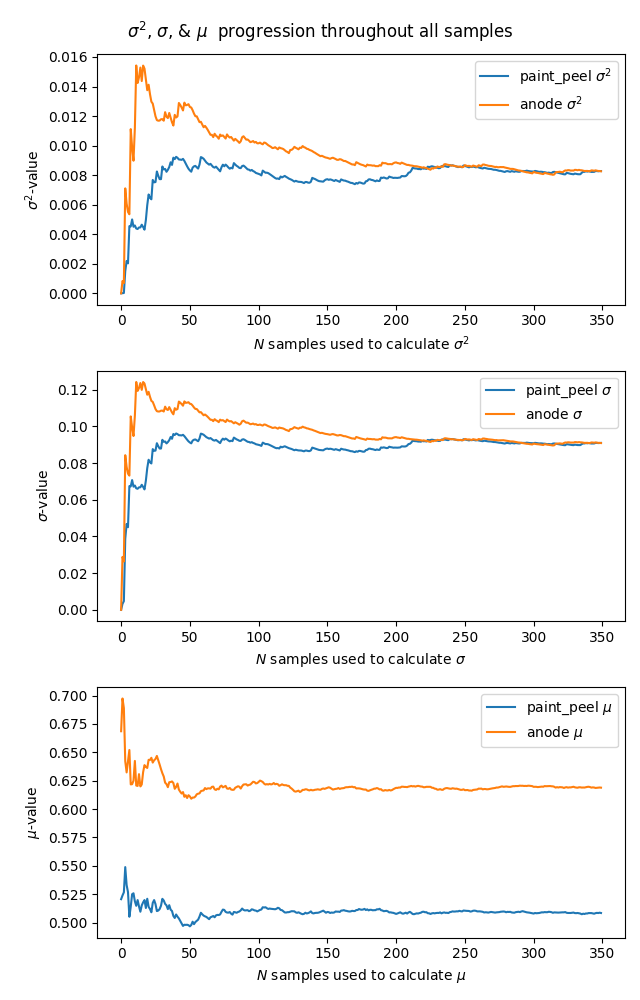 σ², σ, & μ progression throughout all samples
0.016
0.014
0.012
0.010
0.008
0.006
0.004
0.002
0.000
σ²-value
paint_peel σ²
anode σ²
0 50 100 150 200 250 300 350
N samples used to calculate σ²
0.12
0.10
0.08
0.06
0.04
0.02
0.00
σ-value
paint_peel σ
anode σ
0 50 100 150 200 250 300 350
N samples used to calculate σ
0.700
0.675
0.650
0.625
0.600
0.575
0.550
0.525
0.500
μ-value
paint_peel μ
anode μ
0 50 100 150 200 250 300 350
N samples used to calculate μ